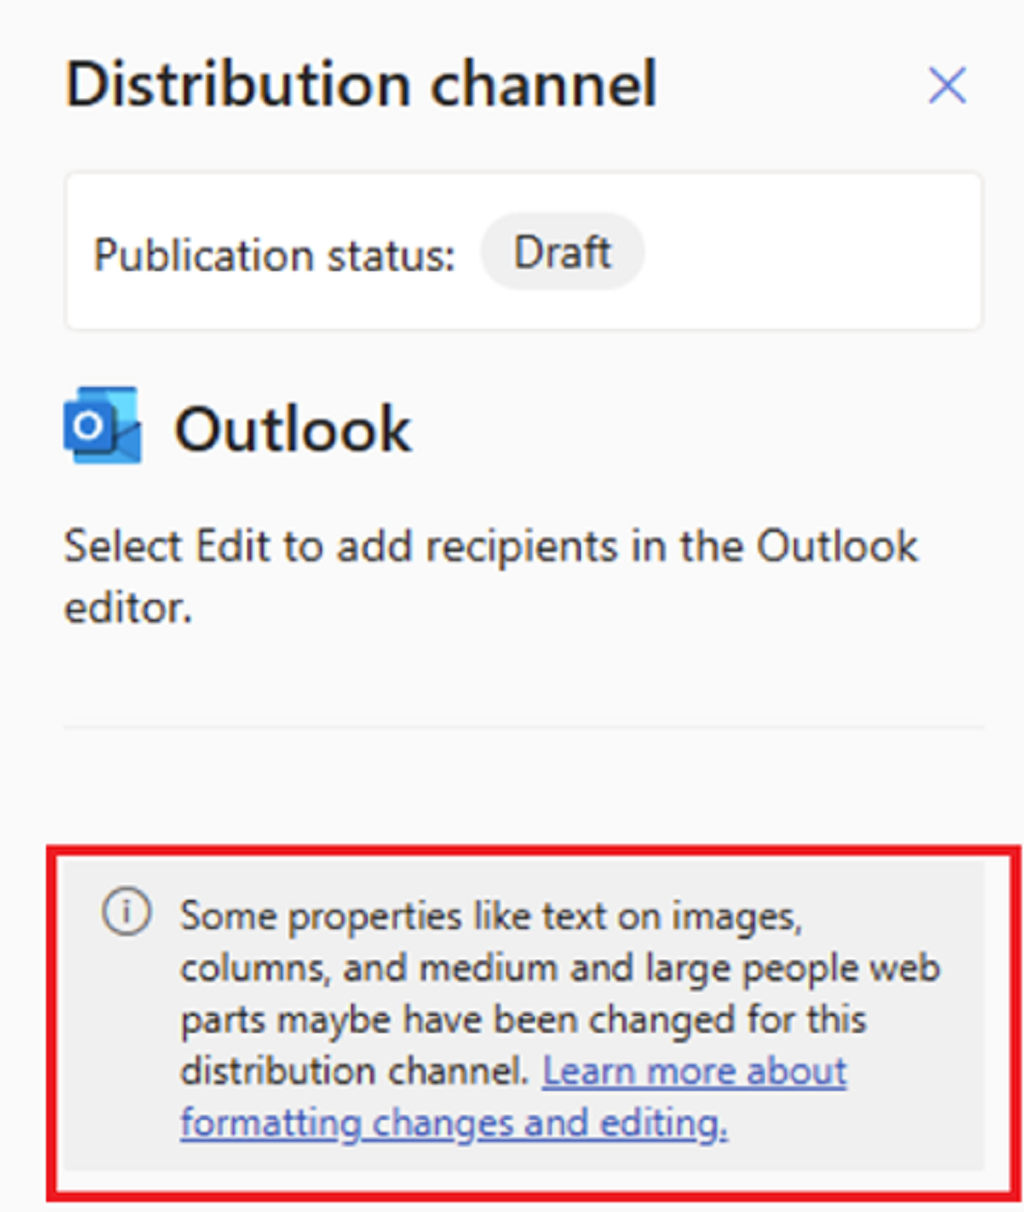 Distribution channel
Publication status: Draft
Outlook
Select Edit to add recipients in the Outlook
editor.
Some properties like text on images,
columns, and medium and large people web
parts maybe have been changed for this
distribution channel. Learn more about
formatting changes and editing.